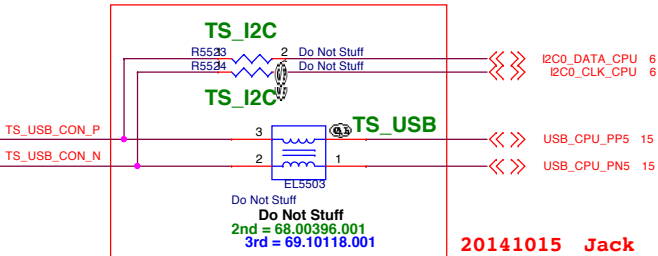 TS_I2C
R5523 1 2 Do Not Stuff
I2C0_DATA_CPU 6
R5524 Do Not Stuff
I2C0_CLK_CPU 6
TS_I2C
TS_USB_CON_P
3
TS_USB
USB_CPU_PP5 15
TS_USB_CON_N
2
1
USB_CPU_PN5 15
EL5503
Do Not Stuff
Do Not Stuff
2nd = 68.00396.001
3rd = 69.10118.001
20141015 Jack